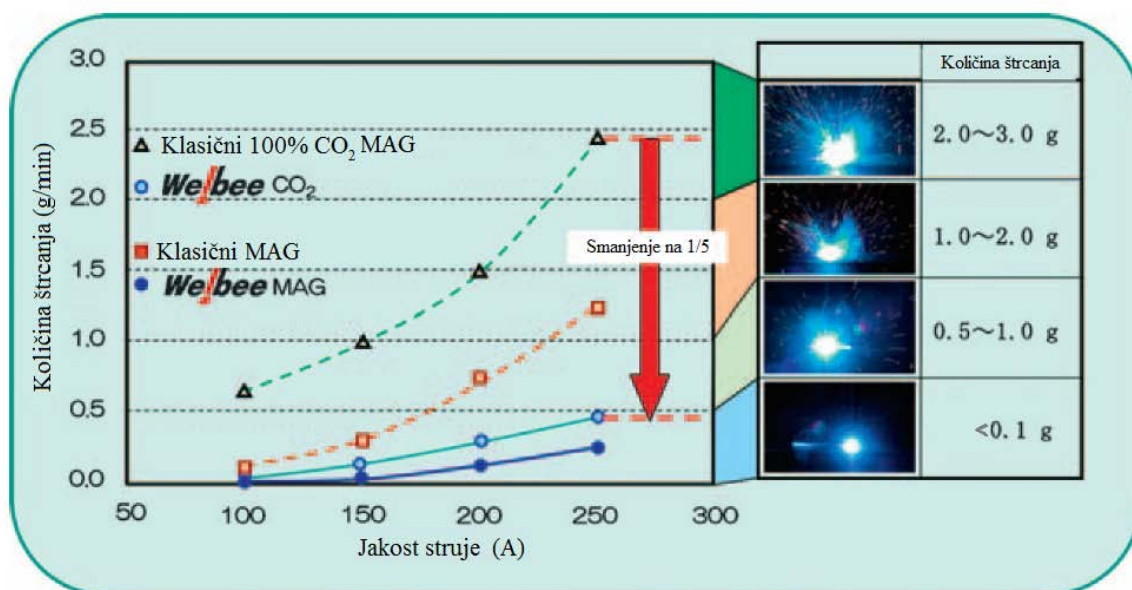 Količina štrcanja (g/min)
3.0
2.5
2.0
1.5
1.0
0.5
0.0
Klasični 100% CO₂ MAG
Welbee CO₂
Klasični MAG
Welbee MAG
Smanjenje na 1/5
50 100 150 200 250 300
Jakost struje (A)
Količina štrcanja
2.0~3.0 g
1.0~2.0 g
0.5~1.0 g
<0.1 g